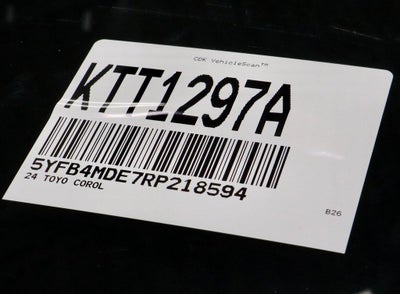 CDK VehicleScan™
KTT1297A
5YFB4MDE7RP218594
24 TOYO COROL
B26